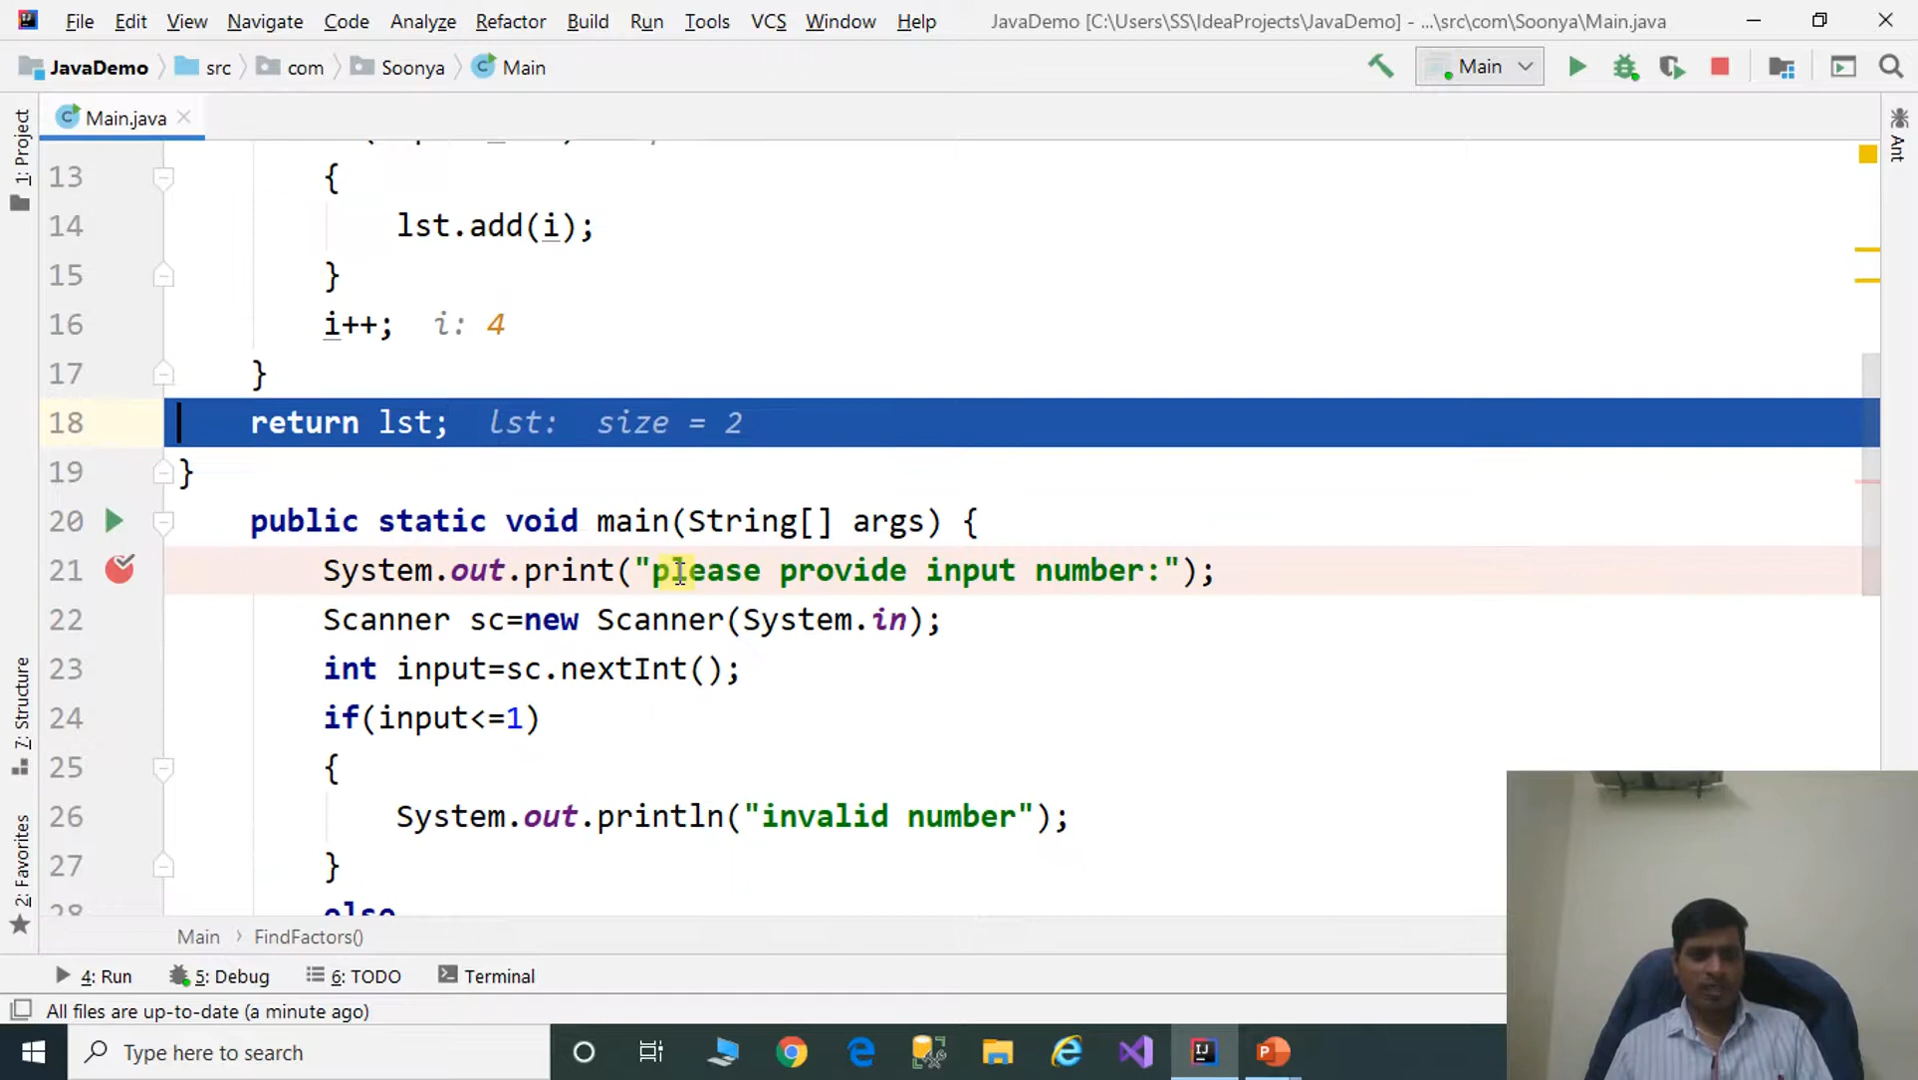 File Edit View Navigate Code Analyze Refactor Build Run Tools VCS Window Help JavaDemo [C:\Users\SS\IdeaProjects\JavaDemo] - ...\src\com\Soonya\Main.java
JavaDemo src com Soonya Main Main
Main.java
1: Project
Ant
13 {
14 lst.add(i);
15 }
16 i++; i: 4
17 }
18 return lst; lst: size = 2
19 }
20 public static void main(String[] args) {
21 System.out.print("please provide input number:");
22 Scanner sc=new Scanner(System.in);
23 int input=sc.nextInt();
24 if(input<=1)
25 {
26 System.out.println("invalid number");
27 }
28 else
7: Structure
2: Favorites
Main FindFactors()
4: Run 5: Debug 6: TODO Terminal
All files are up-to-date (a minute ago)
Type here to search